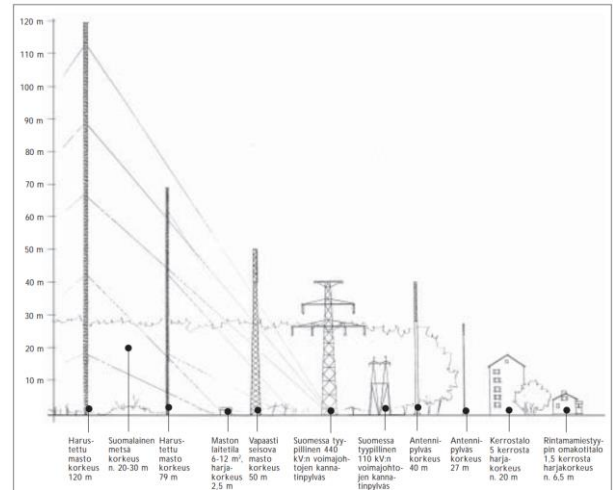 120 m
110 m
100 m
90 m
80 m
70 m
60 m
50 m
40 m
30 m
20 m
10 m
Harus-
tettu
masto
korkeus
120 m
Suomalainen
metsä
korkeus
n. 20-30 m
Harus-
tettu
masto
korkeus
79 m
Maston
laitetila
6-12 m²,
harja-
korkeus
2,5 m
Vapaasti
seisova
masto
korkeus
50 m
Suomessa tyy-
pillinen 440
kV:n voimajoh-
tojen kanna-
tinpylväs
Suomessa
tyypillinen
110 kV:n
voimajohto-
jen kanna-
tinpylväs
Antenni-
pylväs
korkeus
40 m
Antenni-
pylväs
korkeus
27 m
Kerrostalo
5 kerrosta
harja-
korkeus
n. 20 m
Rintamamiestyy-
pin omakotitalo
1,5 kerrosta
harjakorkeus
n. 6,5 m